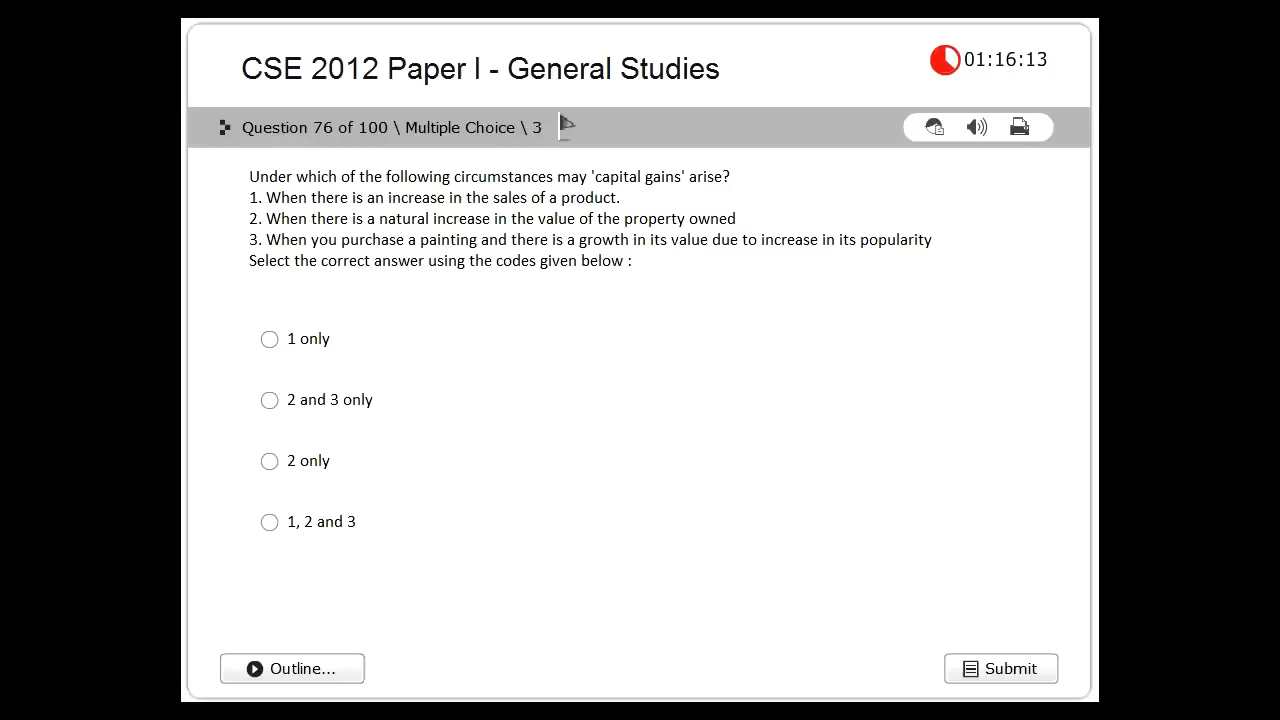 CSE 2012 Paper I - General Studies
01:16:13
Question 76 of 100 \ Multiple Choice \ 3
Under which of the following circumstances may 'capital gains' arise?
1. When there is an increase in the sales of a product.
2. When there is a natural increase in the value of the property owned
3. When you purchase a painting and there is a growth in its value due to increase in its popularity
Select the correct answer using the codes given below :
1 only
2 and 3 only
2 only
1, 2 and 3
Outline...
Submit